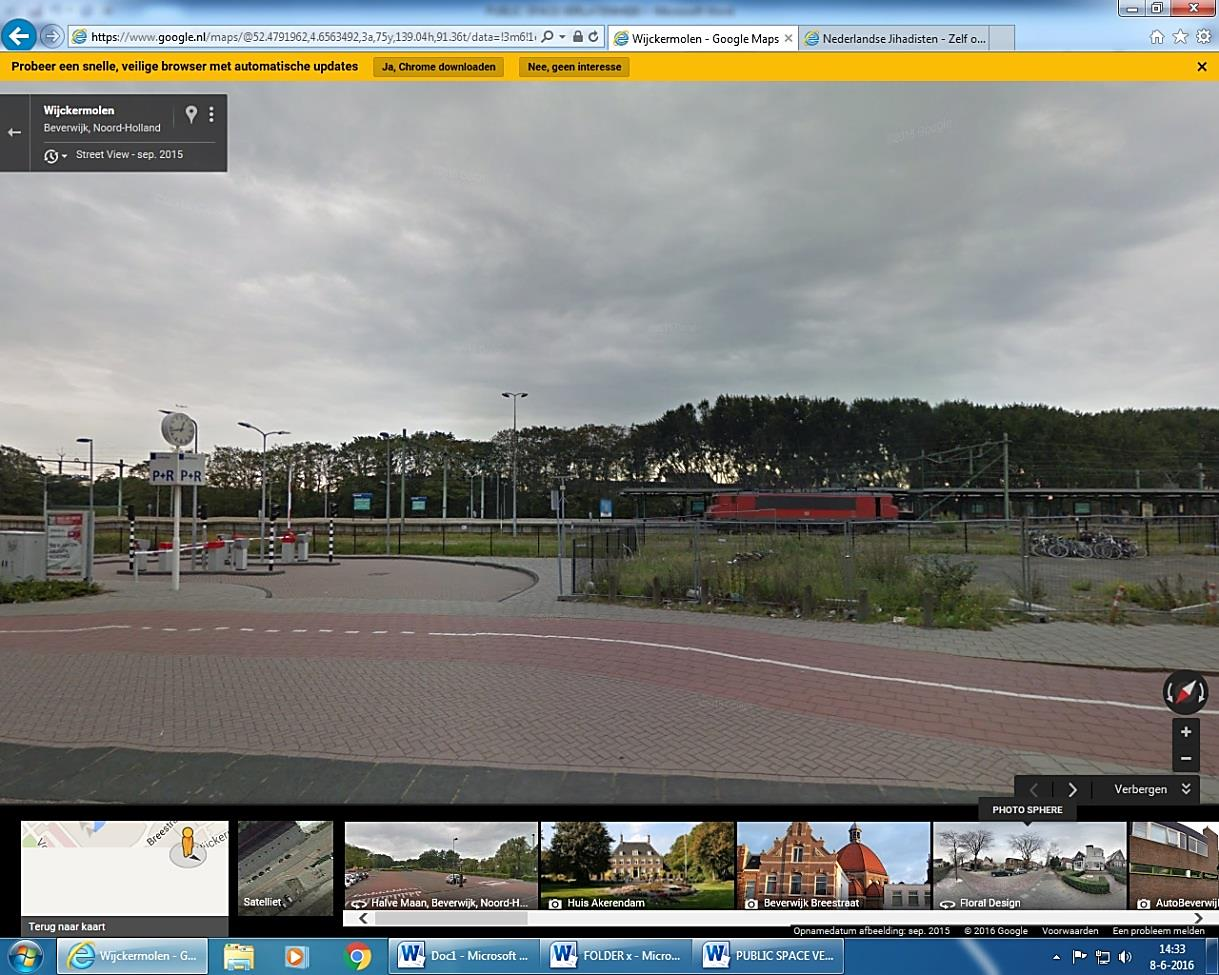 https://www.google.nl/maps/@52.4791962,4.6563492,3a,75y,139.04h,91.36t/data=!3m6!1
Wijckermolen - Google Maps
Nederlandse Jihadisten - Zelf o...
Probeer een snelle, veilige browser met automatische updates
Ja, Chrome downloaden
Nee, geen interesse
Wijckermolen
Beverwijk, Noord-Holland
Street View - sep. 2015
P+R P+R
Verbergen
PHOTO SPHERE
Breestraat
Satelliet
Halve Maan, Beverwijk, Noord-H...
Huis Akerendam
Beverwijk Breestraat
Floral Design
AutoBeverwij
Terug naar kaart
Opnamedatum afbeelding: sep. 2015 © 2016 Google Voorwaarden Een probleem melden
Wijckermolen - G...
Doc1 - Microsoft ...
FOLDER x - Micro...
PUBLIC SPACE VE...
14:33
8-6-2016